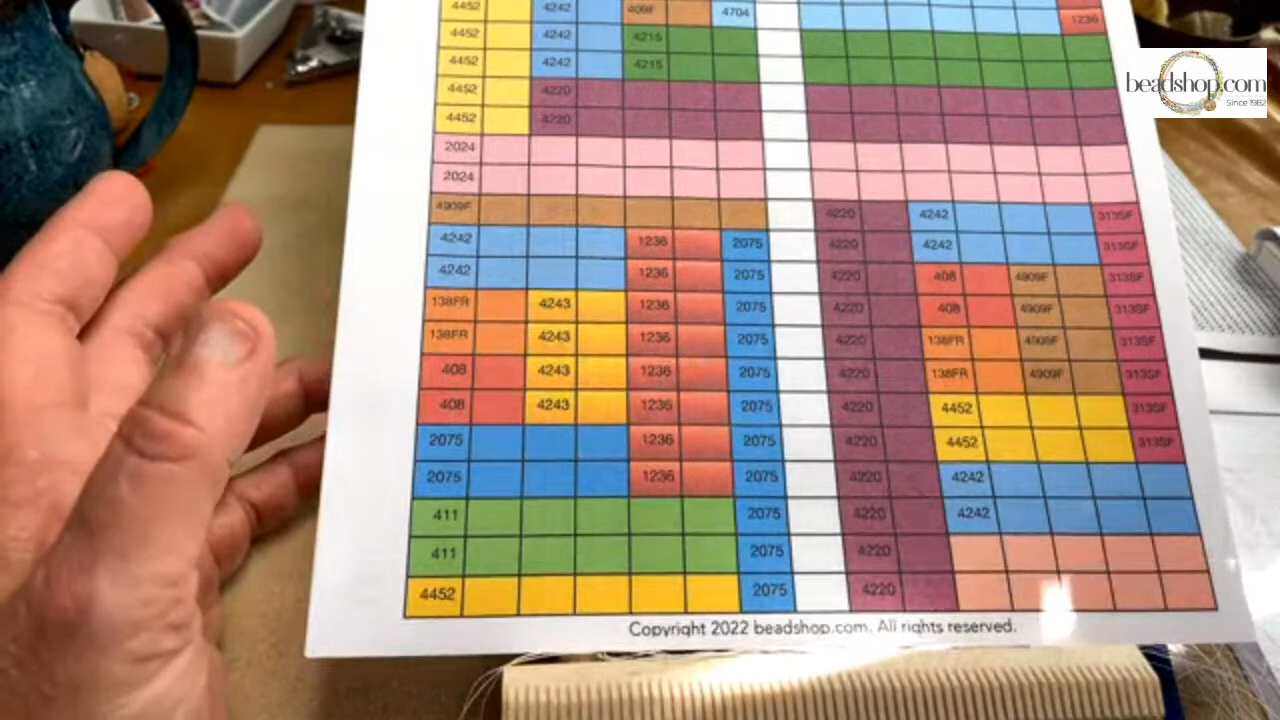 4452 4242 409F 4704 1236
4452 4242 4215
4452 4242 4215
4452 4220
4452 4220
2024
2024
4909F 4220 4242 313SF
4242 1236 2075 4220 4242 313SF
4242 1236 2075 4220 408 4909F 313SF
138FR 4243 1236 2075 4220 408 4909F 313SF
138FR 4243 1236 2075 4220 138FR 4909F 313SF
408 4243 1236 2075 4220 138FR 4909F 313SF
408 4243 1236 2075 4220 4452 313SF
2075 1236 2075 4220 4452 313SF
2075 1236 2075 4220 4242
411 2075 4220 4242
411 2075 4220
4452 2075 4220
Copyright 2022 beadshop.com. All rights reserved.
beadshop.com
Since 1982